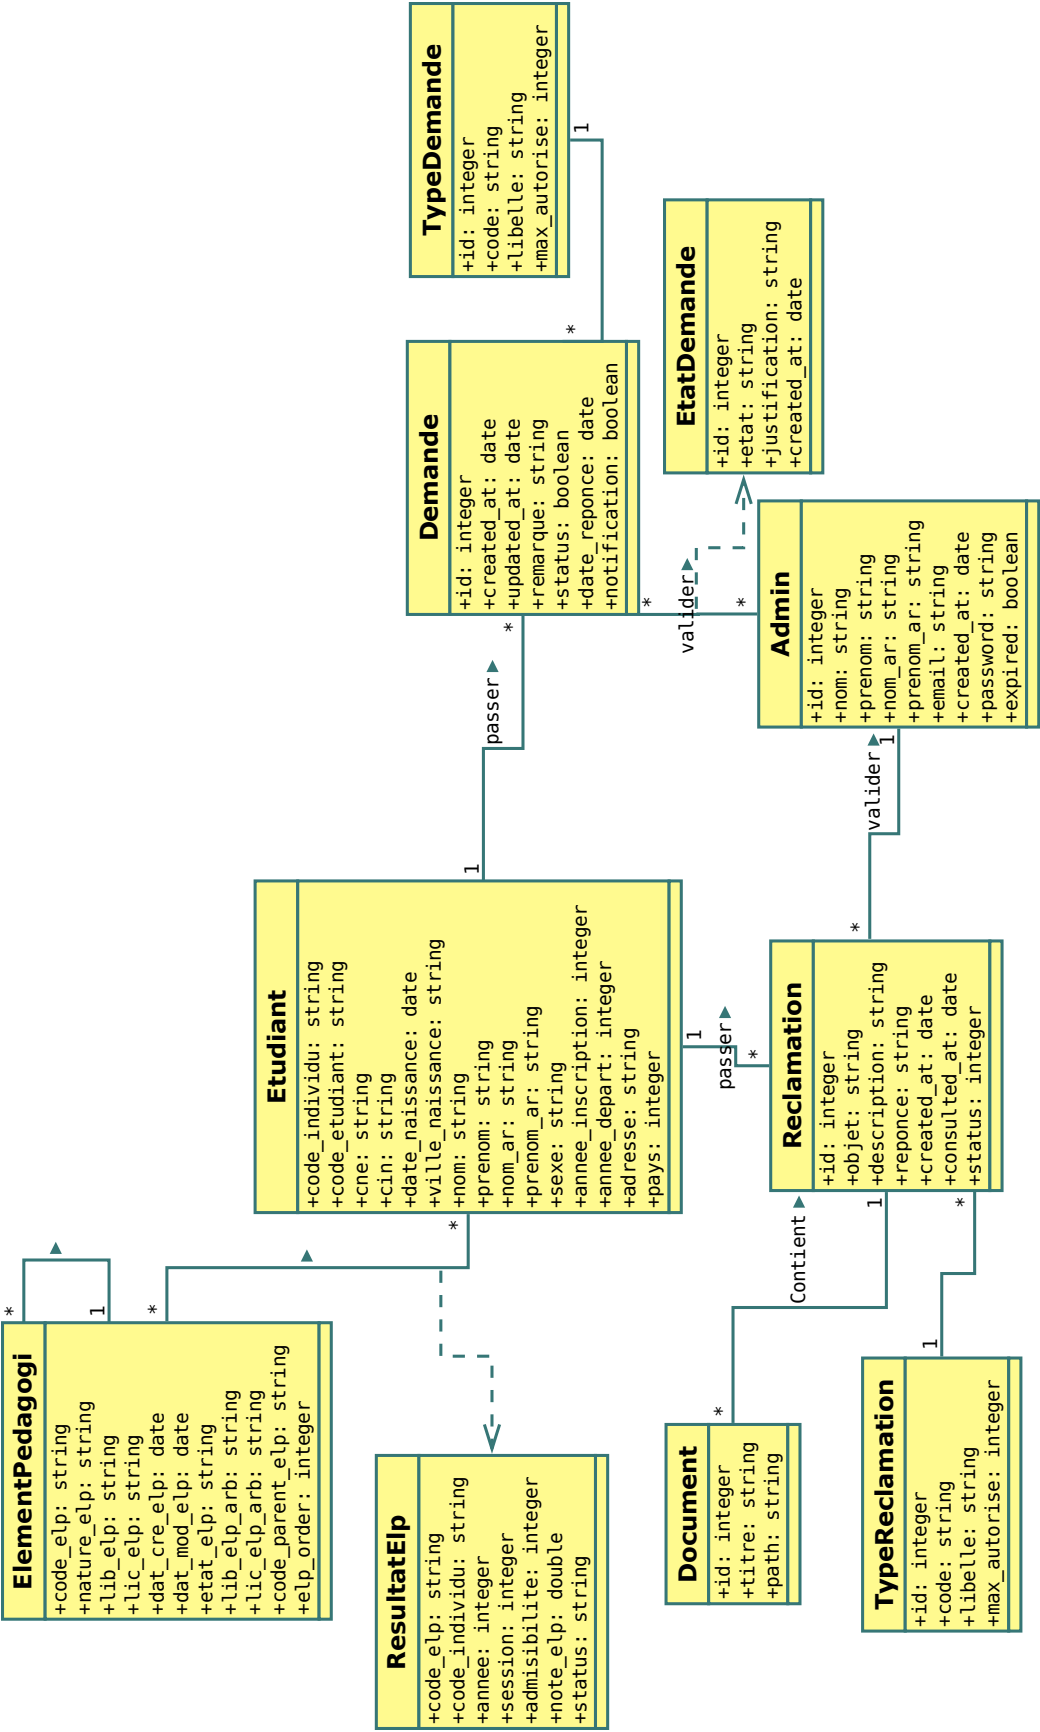 ElementPedagogi
+code_elp: string
+nature_elp: string
+lib_elp: string
+lic_elp: string
+dat_cre_elp: date
+dat_mod_elp: date
+etat_elp: string
+lib_elp_arb: string
+lic_elp_arb: string
+code_parent_elp: string
+elp_order: integer
*
1
*
ResultatElp
+code_elp: string
+code_individu: string
+annee: integer
+session: integer
+admisibilite: integer
+note_elp: double
+status: string
*
Etudiant
+code_individu: string
+code_etudiant: string
+cne: string
+cin: string
+date_naissance: date
+ville_naissance: string
+nom: string
+prenom: string
+nom_ar: string
+prenom_ar: string
+sexe: string
+annee_inscription: integer
+annee_depart: integer
+adresse: string
+pays: integer
1
passer
*
Demande
+id: integer
+created_at: date
+updated_at: date
+remarque: string
+status: boolean
+date_reponce: date
+notification: boolean
*
1
TypeDemande
+id: integer
+code: string
+libelle: string
+max_autorise: integer
*
valider
*
EtatDemande
+id: integer
+etat: string
+justification: string
+created_at: date
Admin
+id: integer
+nom: string
+prenom: string
+nom_ar: string
+prenom_ar: string
+email: string
+created_at: date
+password: string
+expired: boolean
1
valider
*
1
passer
*
Reclamation
+id: integer
+objet: string
+description: string
+reponce: string
+created_at: date
+consulted_at: date
+status: integer
1
Contient
*
Document
+id: integer
+titre: string
+path: string
*
1
TypeReclamation
+id: integer
+code: string
+libelle: string
+max_autorise: integer